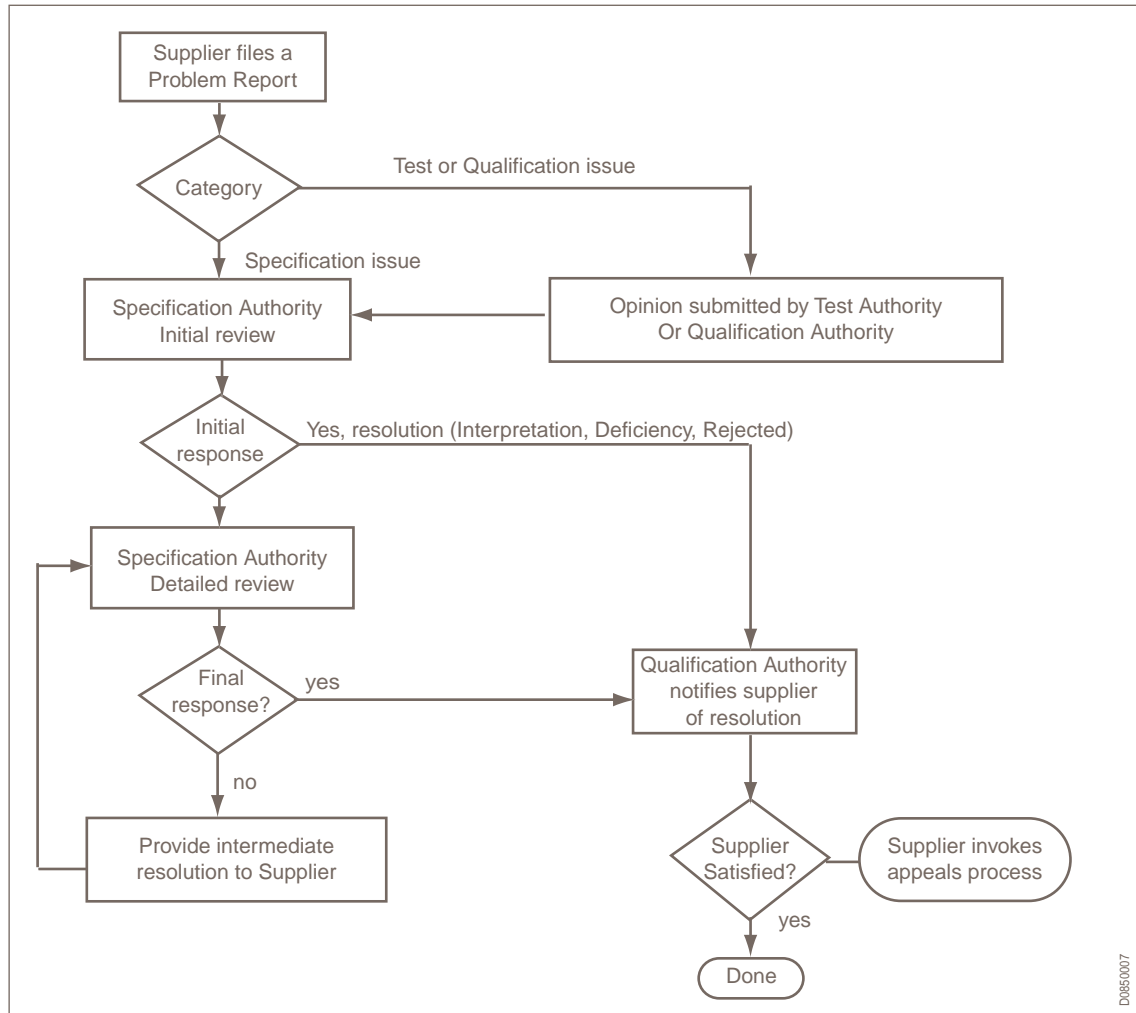 Supplier files a
Problem Report
Category
Test or Qualification issue
Specification issue
Specification Authority
Initial review
Opinion submitted by Test Authority
Or Qualification Authority
Initial
response
Yes, resolution (Interpretation, Deficiency, Rejected)
Specification Authority
Detailed review
Final
response?
yes
Qualification Authority
notifies supplier
of resolution
no
Provide intermediate
resolution to Supplier
Supplier
Satisfied?
Supplier invokes
appeals process
yes
Done
D0850007